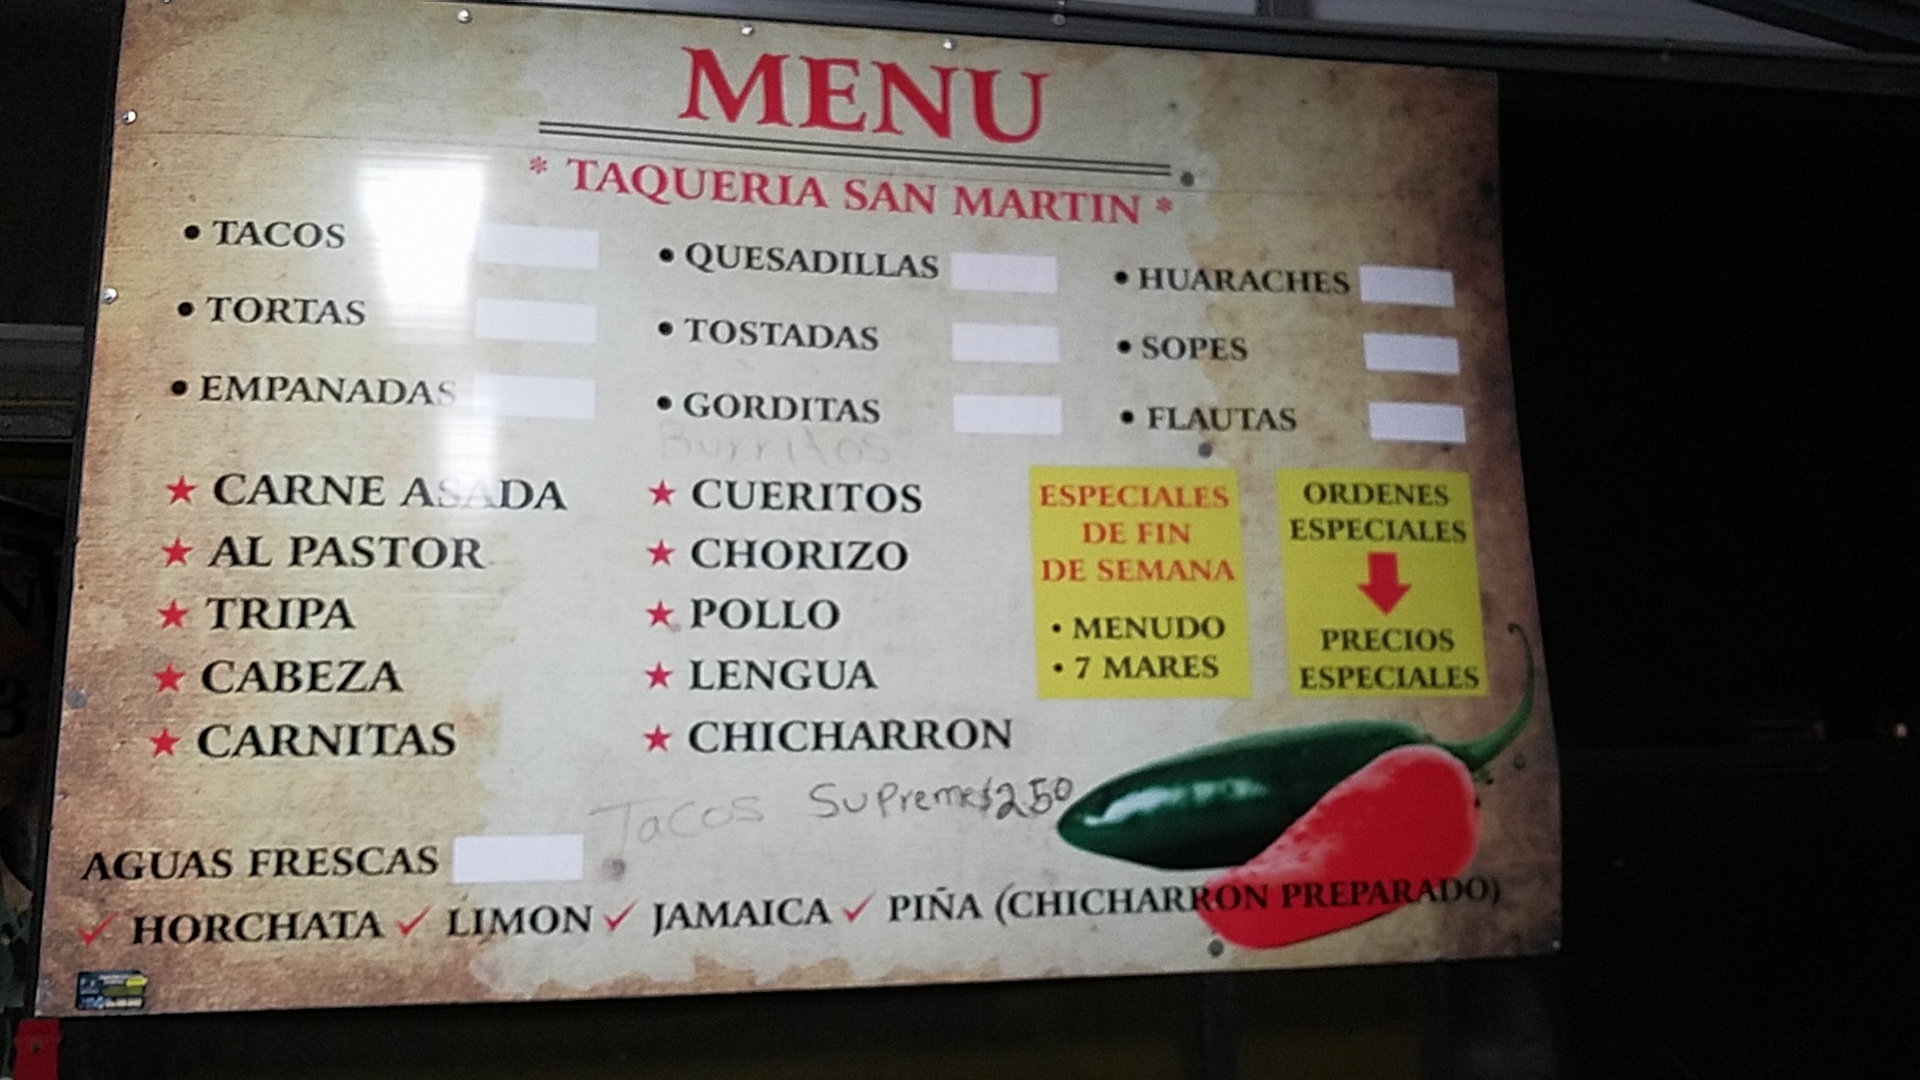 MENU
* TAQUERIA SAN MARTIN *
• TACOS
• TORTAS
• EMPANADAS
• QUESADILLAS
• TOSTADAS
• GORDITAS
Burritos
• HUARACHES
• SOPES
• FLAUTAS
★ CARNE ASADA
★ AL PASTOR
★ TRIPA
★ CABEZA
★ CARNITAS
★ CUERITOS
★ CHORIZO
★ POLLO
★ LENGUA
★ CHICHARRON
ESPECIALES
DE FIN
DE SEMANA
• MENUDO
• 7 MARES
ORDENES
ESPECIALES
PRECIOS
ESPECIALES
Tacos Supreme $2.50
AGUAS FRESCAS
✓ HORCHATA ✓ LIMON ✓ JAMAICA ✓ PIÑA (CHICHARRON PREPARADO)